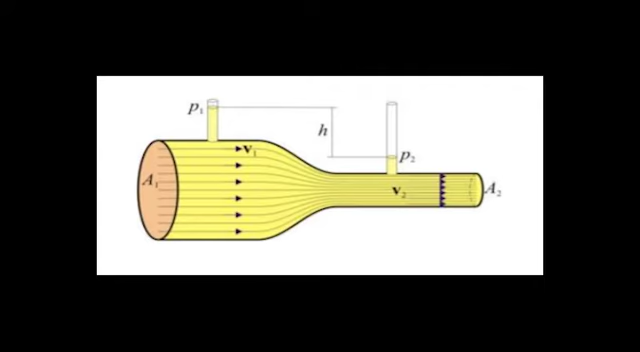 p₁
h
v₁
p₂
A₁
v₂
A₂